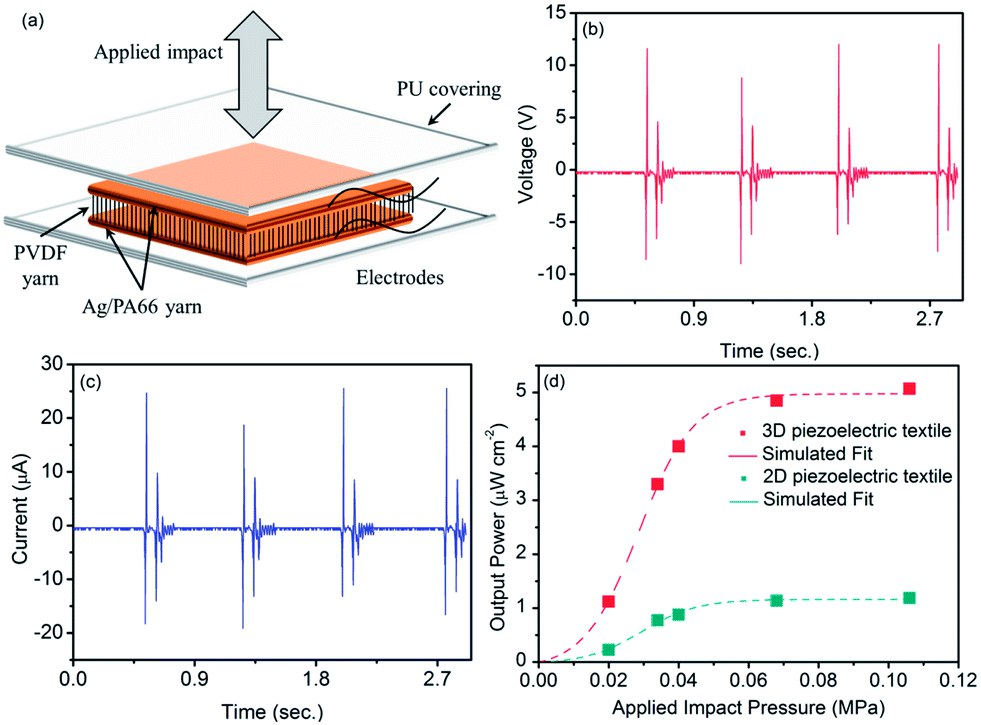 (a)
Applied impact
PU covering
PVDF
yarn
Ag/PA66 yarn
Electrodes
(b)
Voltage (V)
15
10
5
0
-5
-10
0.0 0.9 1.8 2.7
Time (sec.)
(c)
Current (μA)
30
20
10
0
-10
-20
0.0 0.9 1.8 2.7
Time (sec.)
(d)
Output Power (μW cm-2)
5
4
3
2
1
0
3D piezoelectric textile
Simulated Fit
2D piezoelectric textile
Simulated Fit
0.00 0.02 0.04 0.06 0.08 0.10 0.12
Applied Impact Pressure (MPa)